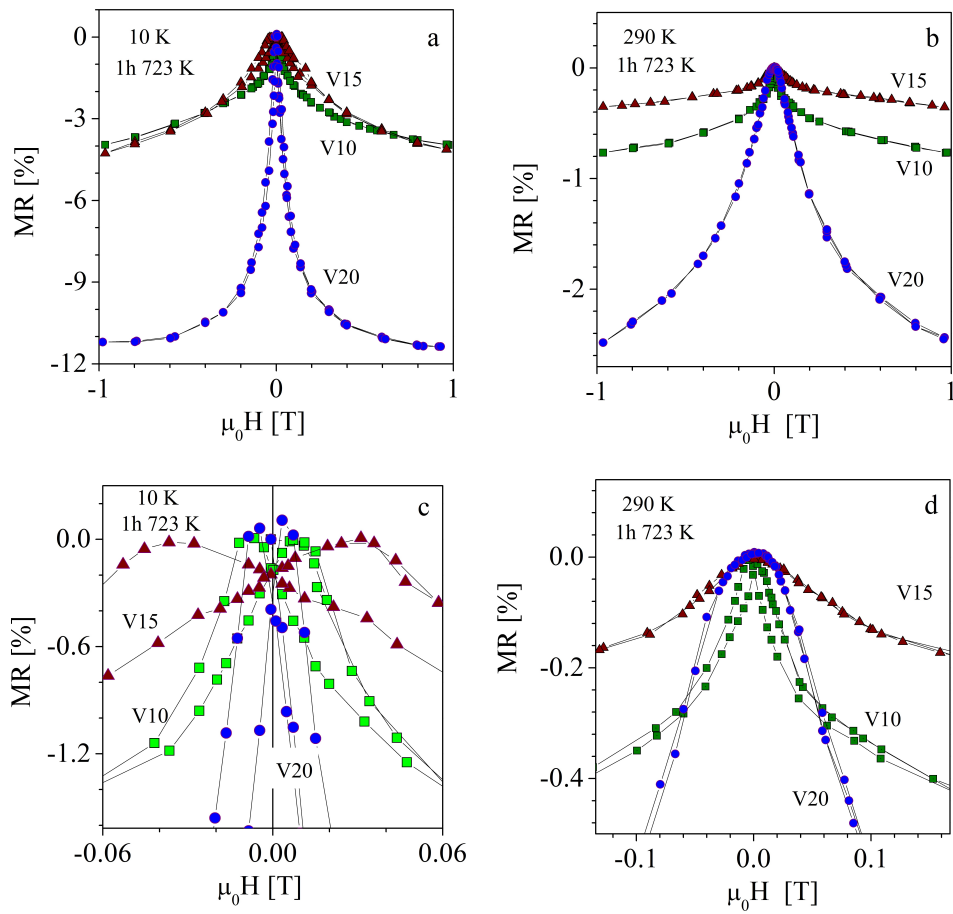 0
-3
-6
-9
-12
MR [%]
10 K
1h 723 K
a
V15
V10
V20
-1
0
1
μ₀H [T]
0
-1
-2
MR [%]
290 K
1h 723 K
b
V15
V10
V20
-1
0
1
μ₀H [T]
0.0
-0.6
-1.2
MR [%]
10 K
1h 723 K
c
V15
V10
V20
-0.06
0.00
0.06
μ₀H [T]
0.0
-0.2
-0.4
MR [%]
290 K
1h 723 K
d
V15
V10
V20
-0.1
0.0
0.1
μ₀H [T]